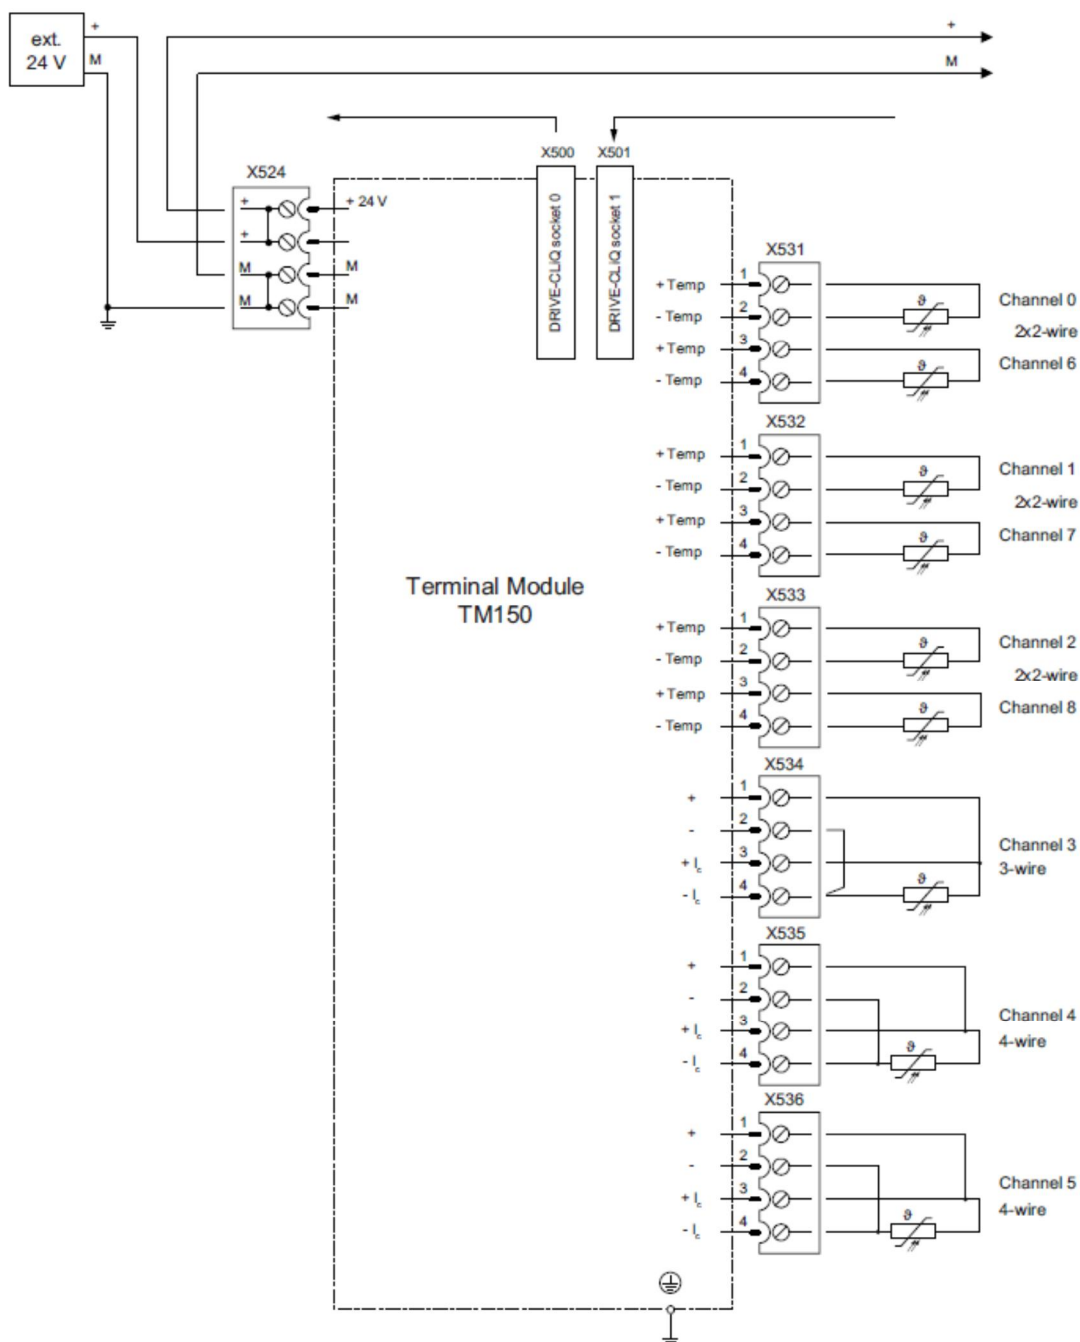 ext.
24 V
+
M
+
M
X524
+
+
M
M
+ 24 V
M
M
X500
X501
DRIVE-CLiQ socket 0
DRIVE-CLiQ socket 1
Terminal Module
TM150
X531
+ Temp 1
- Temp 2
+ Temp 3
- Temp 4
ϑ
ϑ
Channel 0
2x2-wire
Channel 6
X532
+ Temp 1
- Temp 2
+ Temp 3
- Temp 4
ϑ
ϑ
Channel 1
2x2-wire
Channel 7
X533
+ Temp 1
- Temp 2
+ Temp 3
- Temp 4
ϑ
ϑ
Channel 2
2x2-wire
Channel 8
X534
+ 1
- 2
+ Ic 3
- Ic 4
ϑ
Channel 3
3-wire
X535
+ 1
- 2
+ Ic 3
- Ic 4
ϑ
Channel 4
4-wire
X536
+ 1
- 2
+ Ic 3
- Ic 4
ϑ
Channel 5
4-wire